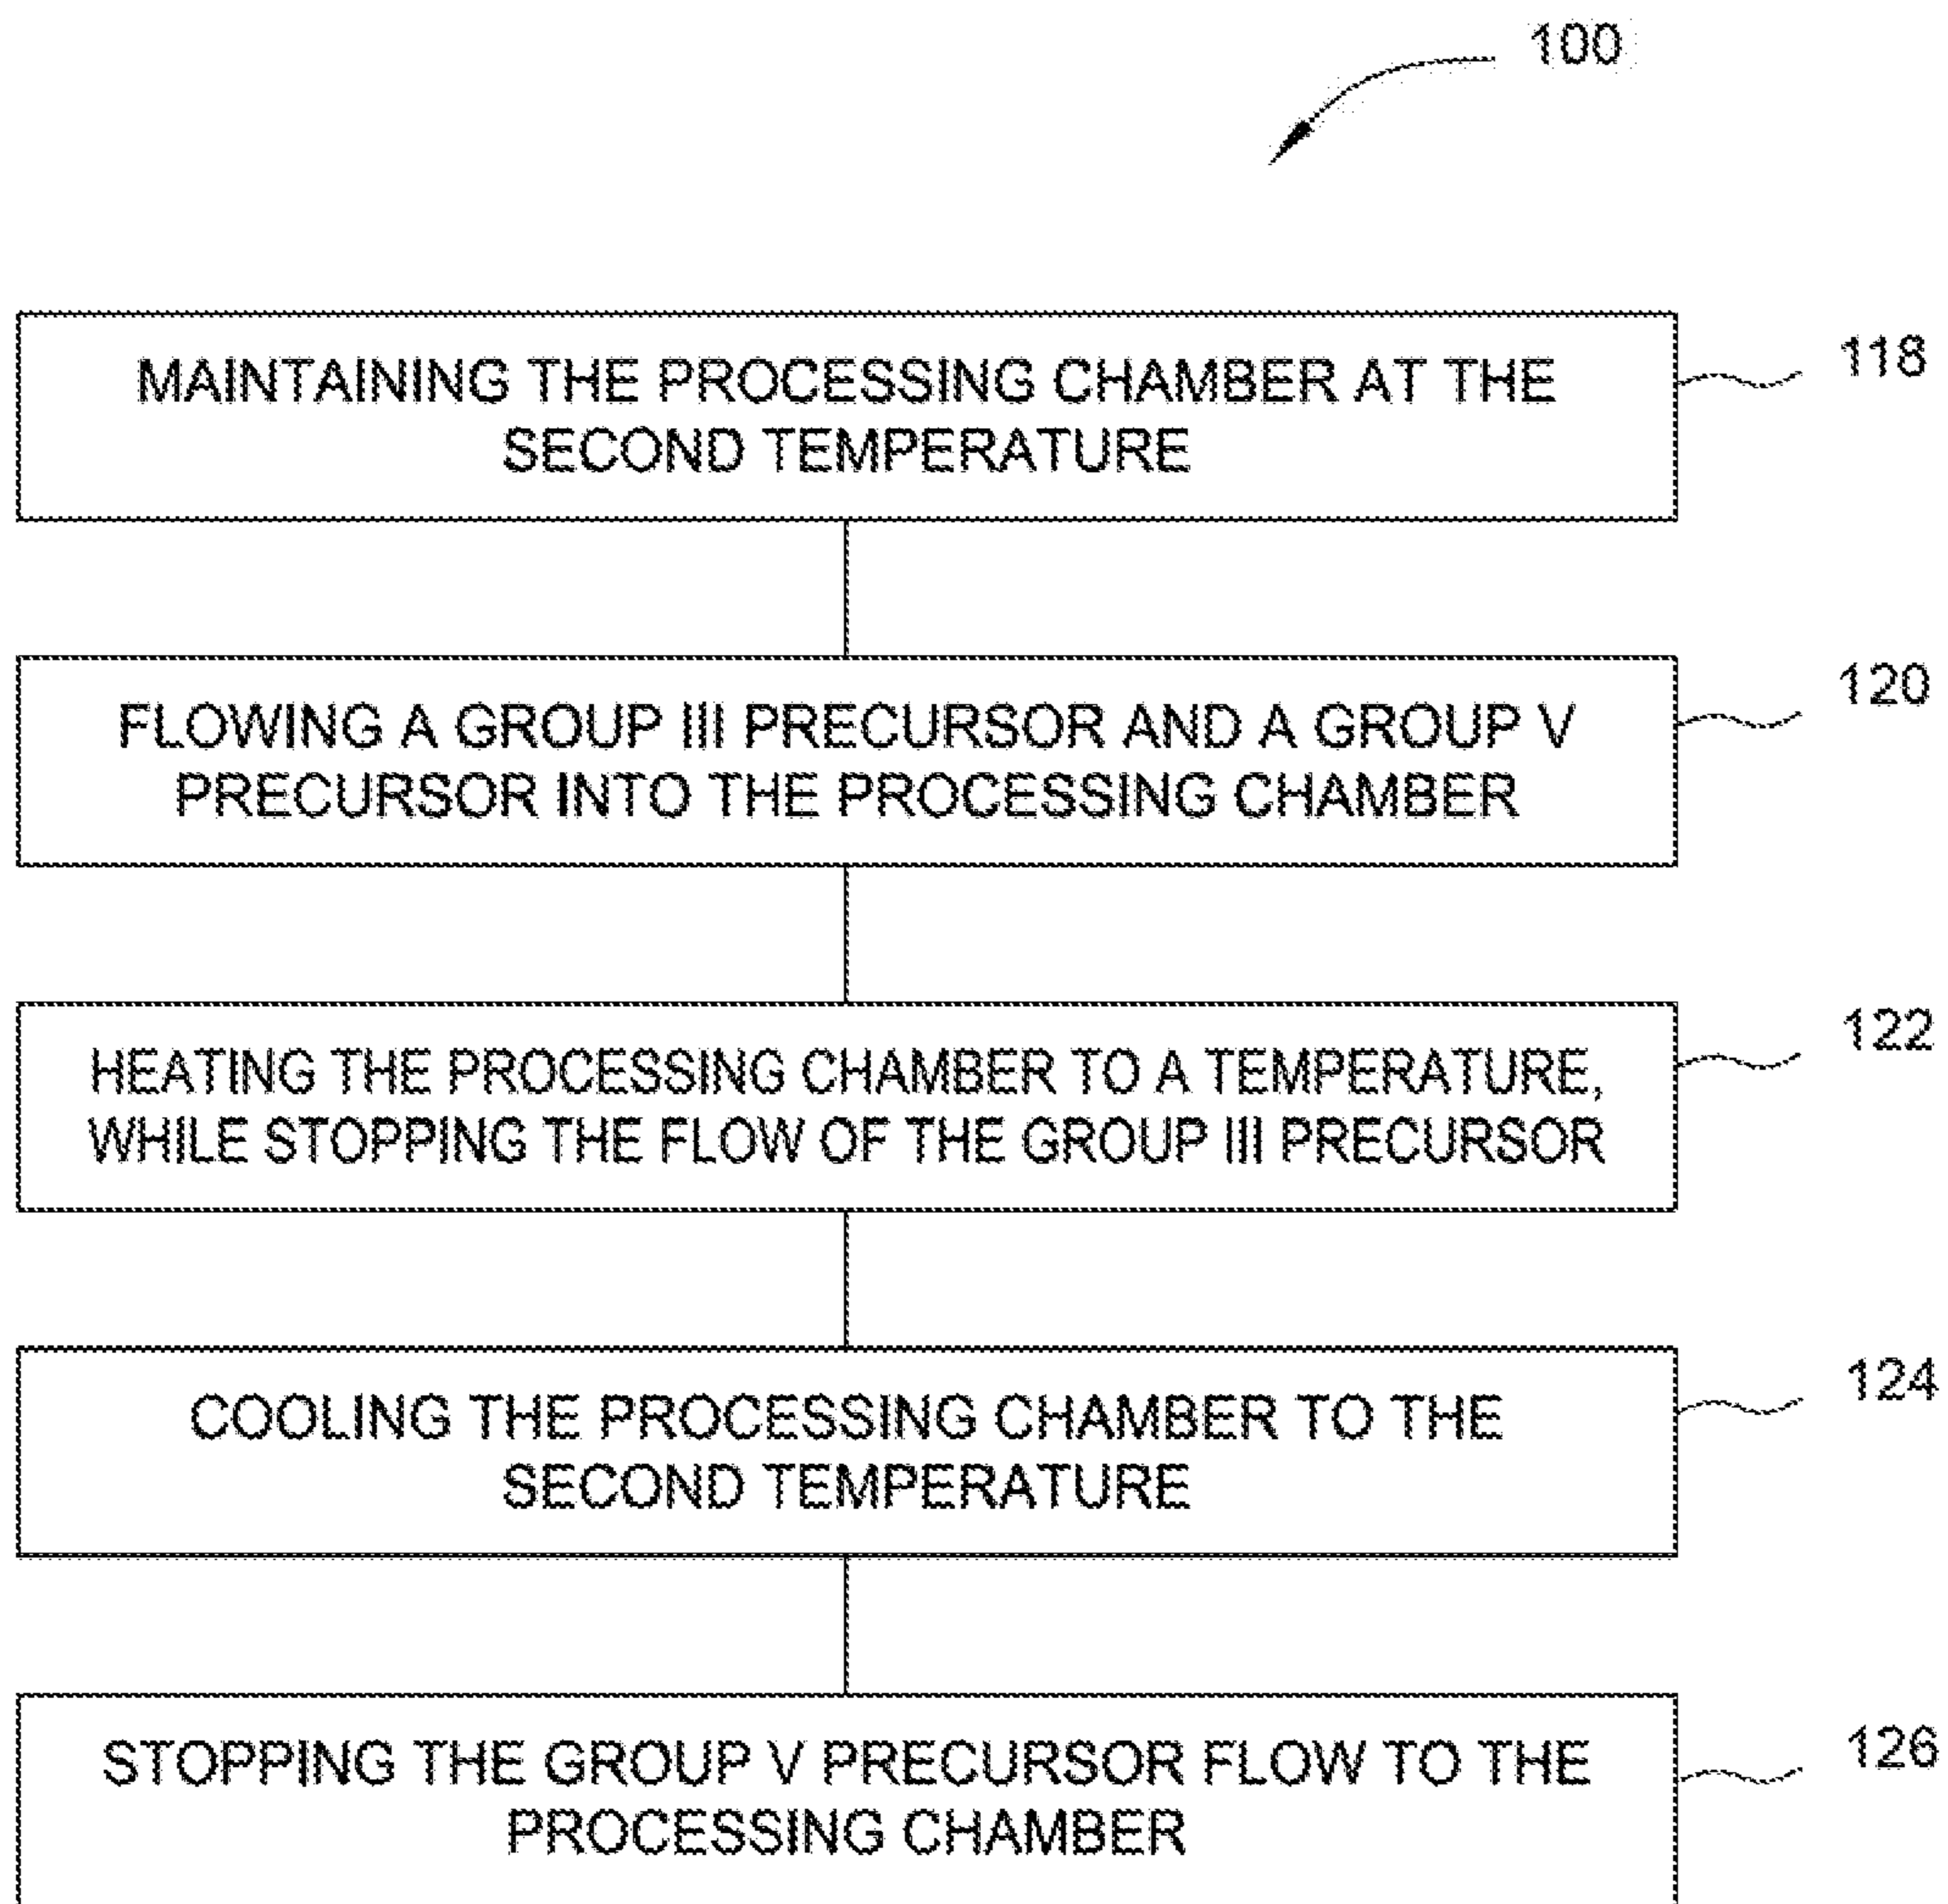 100
MAINTAINING THE PROCESSING CHAMBER AT THE
SECOND TEMPERATURE
118
FLOWING A GROUP III PRECURSOR AND A GROUP V
PRECURSOR INTO THE PROCESSING CHAMBER
120
HEATING THE PROCESSING CHAMBER TO A TEMPERATURE,
WHILE STOPPING THE FLOW OF THE GROUP III PRECURSOR
122
COOLING THE PROCESSING CHAMBER TO THE
SECOND TEMPERATURE
124
STOPPING THE GROUP V PRECURSOR FLOW TO THE
PROCESSING CHAMBER
126